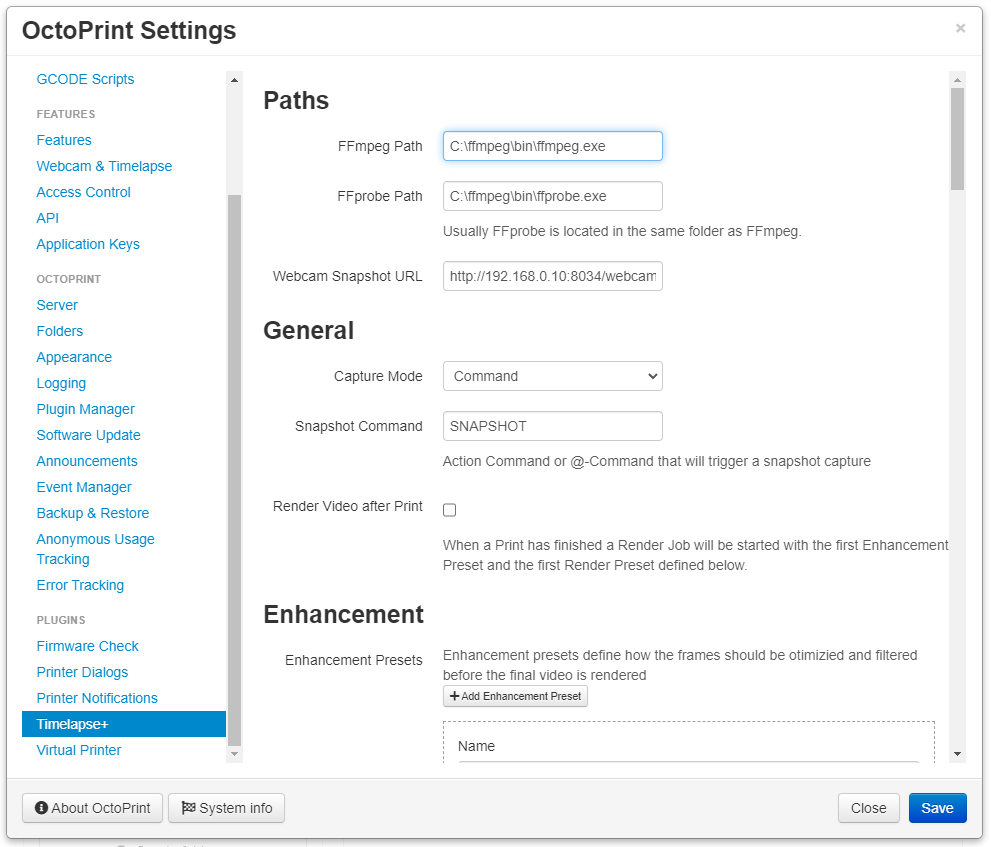 OctoPrint Settings
×
GCODE Scripts
FEATURES
Features
Webcam & Timelapse
Access Control
API
Application Keys
OCTOPRINT
Server
Folders
Appearance
Logging
Plugin Manager
Software Update
Announcements
Event Manager
Backup & Restore
Anonymous Usage
Tracking
Error Tracking
PLUGINS
Firmware Check
Printer Dialogs
Printer Notifications
Timelapse+
Virtual Printer
Paths
FFmpeg Path
C:\ffmpeg\bin\ffmpeg.exe
FFprobe Path
C:\ffmpeg\bin\ffprobe.exe
Usually FFprobe is located in the same folder as FFmpeg.
Webcam Snapshot URL
http://192.168.0.10:8034/webcam
General
Capture Mode
Command
Snapshot Command
SNAPSHOT
Action Command or @-Command that will trigger a snapshot capture
Render Video after Print
When a Print has finished a Render Job will be started with the first Enhancement
Preset and the first Render Preset defined below.
Enhancement
Enhancement Presets
Enhancement presets define how the frames should be otimizied and filtered
before the final video is rendered
+ Add Enhancement Preset
Name
About OctoPrint
System info
Close
Save